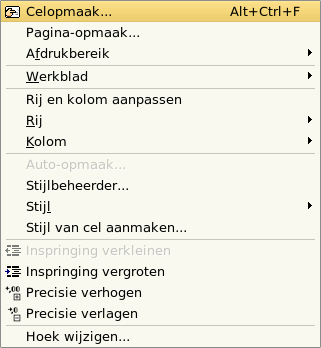 Celopmaak... Alt+Ctrl+F
Pagina-opmaak...
Afdrukbereik
Werkblad
Rij en kolom aanpassen
Rij
Kolom
Auto-opmaak...
Stijlbeheerder...
Stijl
Stijl van cel aanmaken...
Inspringing verkleinen
Inspringing vergroten
Precisie verhogen
Precisie verlagen
Hoek wijzigen...